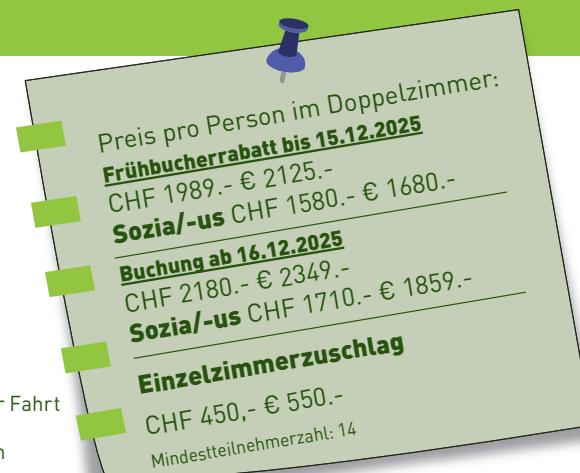 Preis pro Person im Doppelzimmer:
Frühbucherrabatt bis 15.12.2025
CHF 1989.- € 2125.-
Sozia/-us CHF 1580.- € 1680.-
Buchung ab 16.12.2025
CHF 2180.- € 2349.-
Sozia/-us CHF 1710.- € 1859.-
Einzelzimmerzuschlag
CHF 450,- € 550.-
Mindestteilnehmerzahl: 14
Fahrt